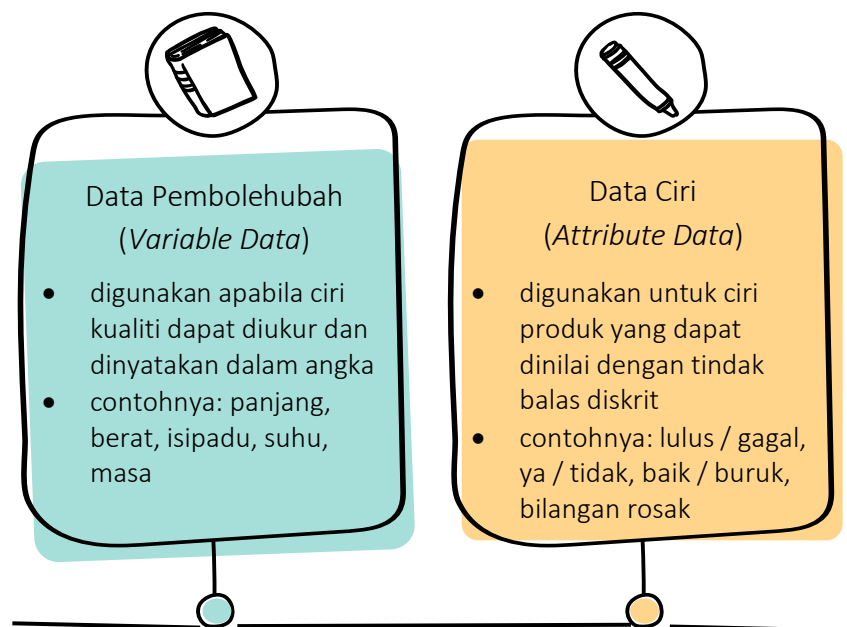 Data Pembolehubah
(Variable Data)
• digunakan apabila ciri
kualiti dapat diukur dan
dinyatakan dalam angka
• contohnya: panjang,
berat, isipadu, suhu,
masa
Data Ciri
(Attribute Data)
• digunakan untuk ciri
produk yang dapat
dinilai dengan tindak
balas diskrit
• contohnya: lulus / gagal,
ya / tidak, baik / buruk,
bilangan rosak